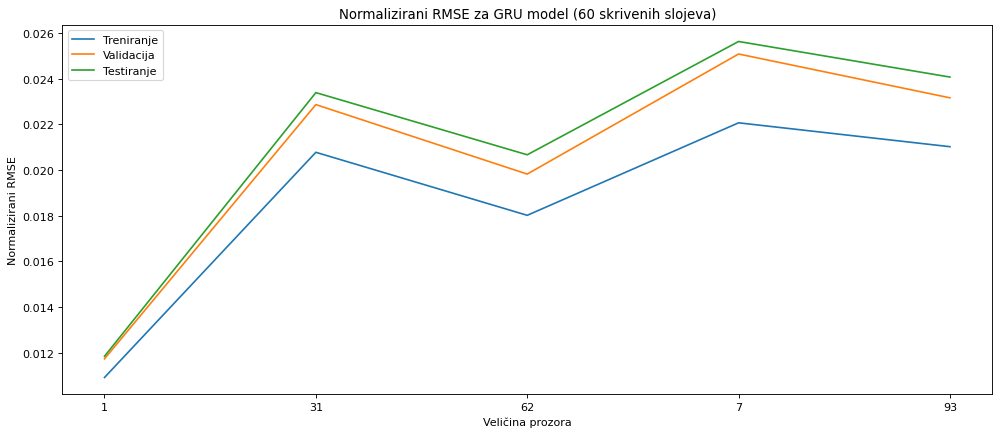 Normalizirani RMSE za GRU model (60 skrivenih slojeva)
Treniranje
Validacija
Testiranje
Normalizirani RMSE
0.026
0.024
0.022
0.020
0.018
0.016
0.014
0.012
1
31
62
7
93
Veličina prozora